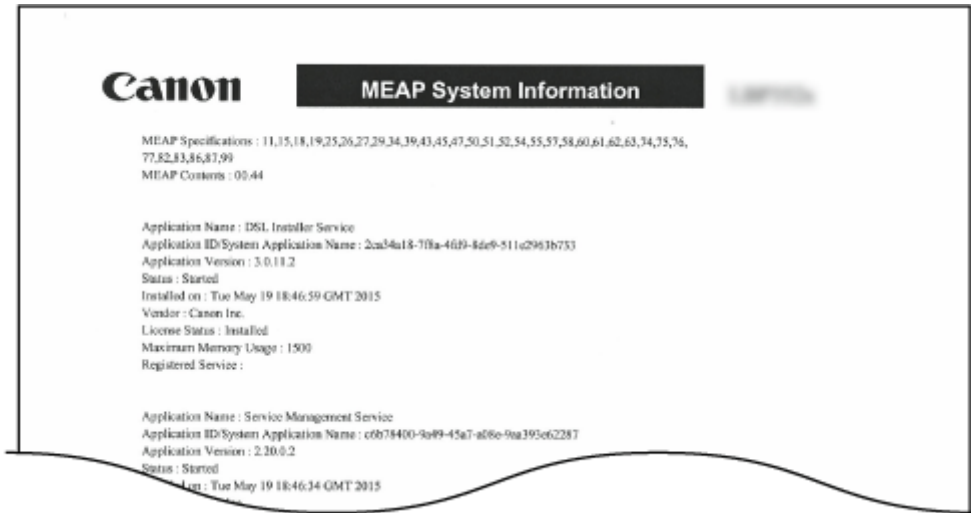 Canon
MEAP System Information
MEAP Specifications : 11,15,18,19,25,26,27,29,34,39,43,45,47,50,51,52,54,55,57,58,60,61,62,63,74,75,76,
77,82,83,86,87,99
MEAP Contents : 00.44
Application Name : DSL Installer Service
Application ID/System Application Name : 2ca34a18-7f8a-4fd9-8de9-511e2963b733
Application Version : 3.0.11.2
Status : Started
Installed on : Tue May 19 18:46:59 GMT 2015
Vendor : Canon Inc.
License Status : Installed
Maximum Memory Usage : 1500
Registered Service :
Application Name : Service Management Service
Application ID/System Application Name : c6b78400-9a49-45a7-a08e-9aa393e62287
Application Version : 2.20.0.2
Status : Started
on : Tue May 19 18:46:34 GMT 2015